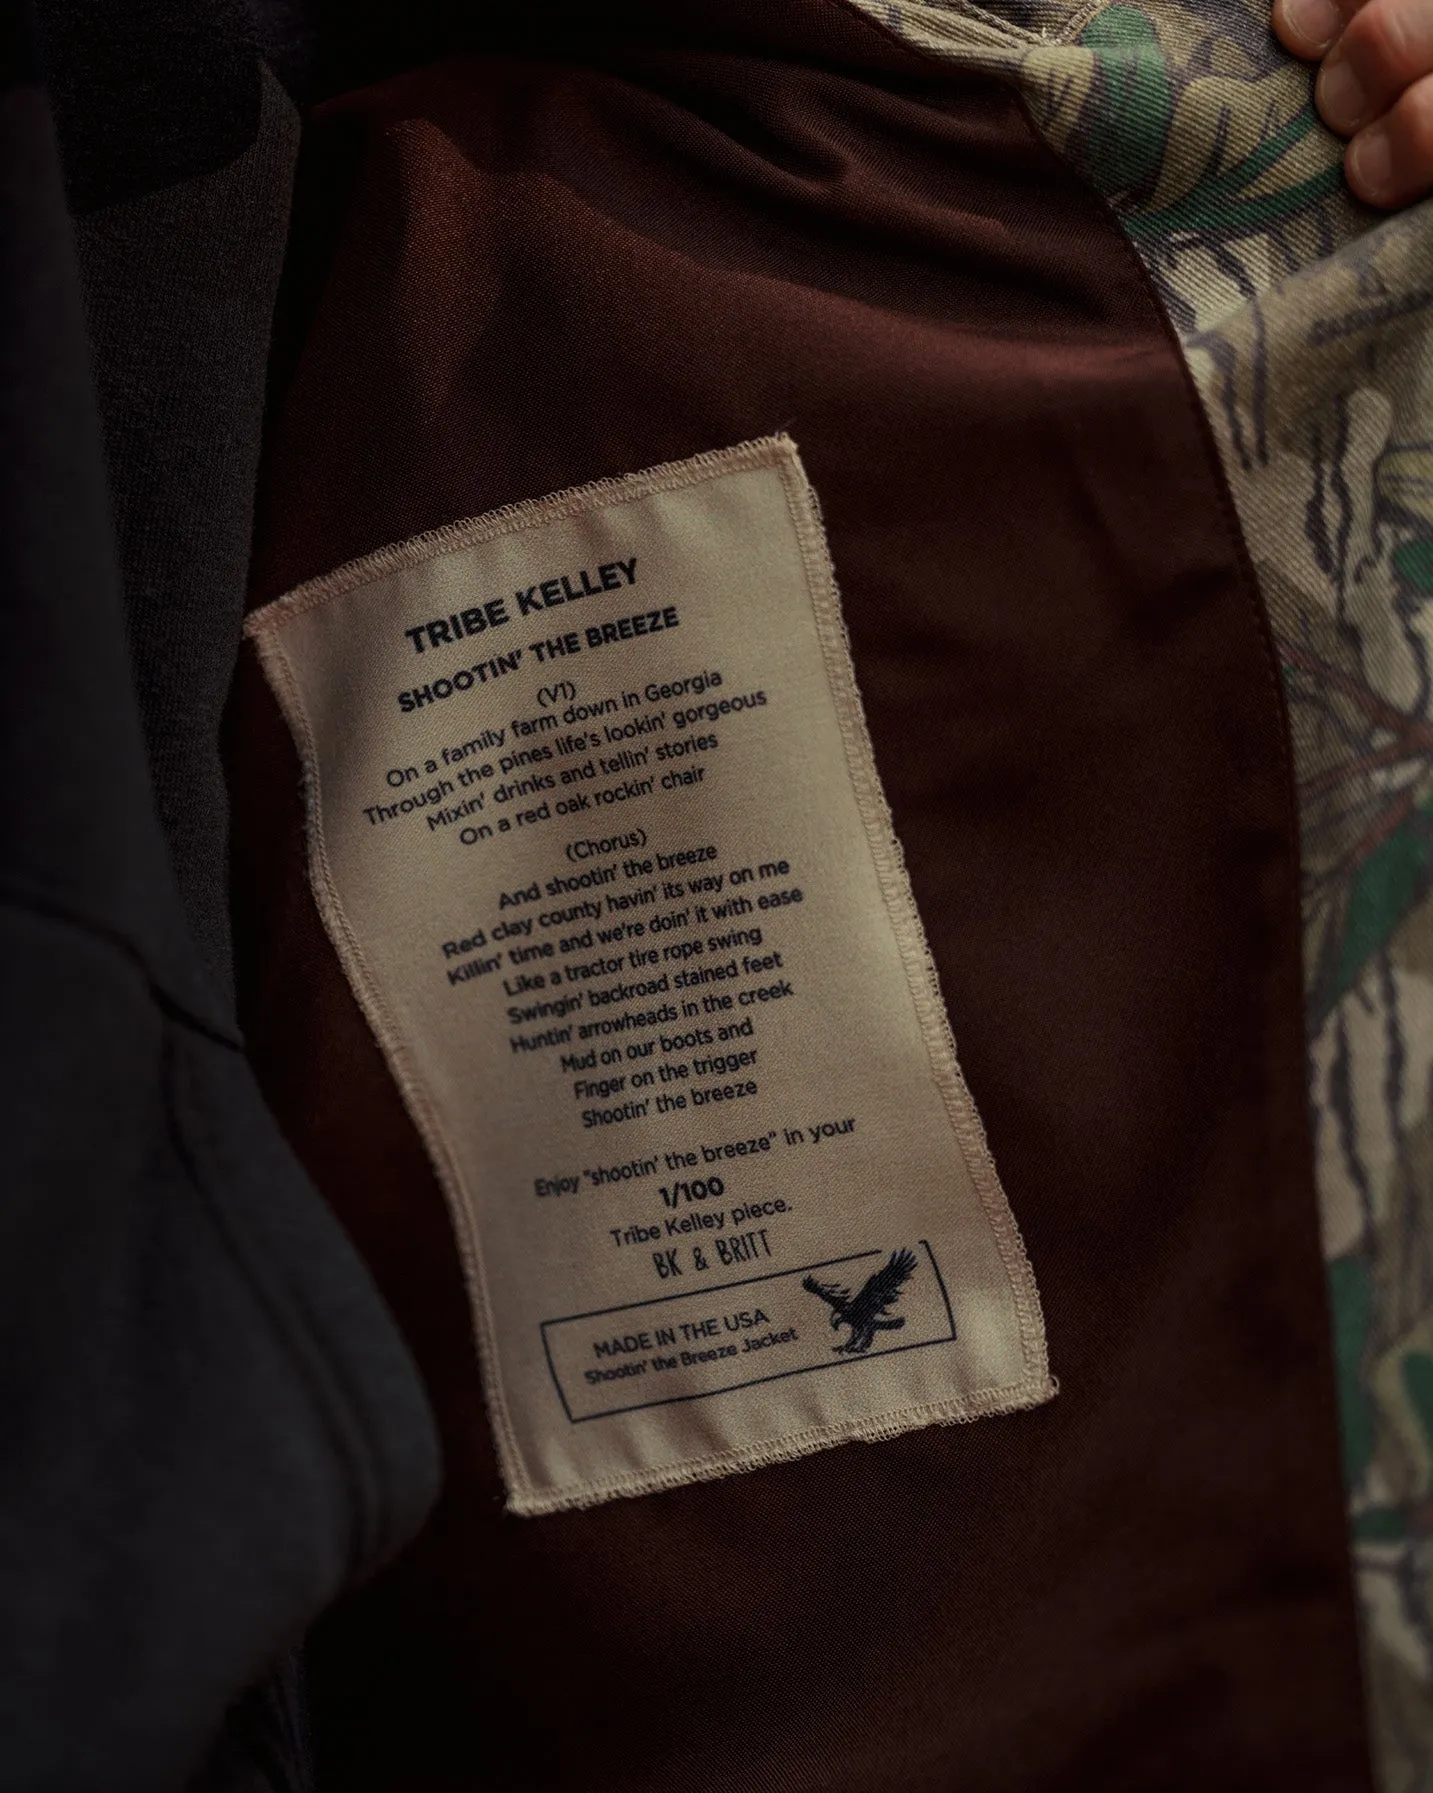 TRIBE KELLEY
SHOOTIN' THE BREEZE
(V1)
On a family farm down in Georgia
Through the pines life's lookin' gorgeous
Mixin' drinks and tellin' stories
On a red oak rockin' chair
(Chorus)
And shootin' the breeze
Red clay county havin' its way on me
Killin' time and we're doin' it with ease
Like a tractor tire rope swing
Swingin' backroad stained feet
Huntin' arrowheads in the creek
Mud on our boots and
Finger on the trigger
Shootin' the breeze
Enjoy "shootin' the breeze" in your
1/100
Tribe Kelley piece.
BK & BRITT
MADE IN THE USA
Shootin' the Breeze Jacket